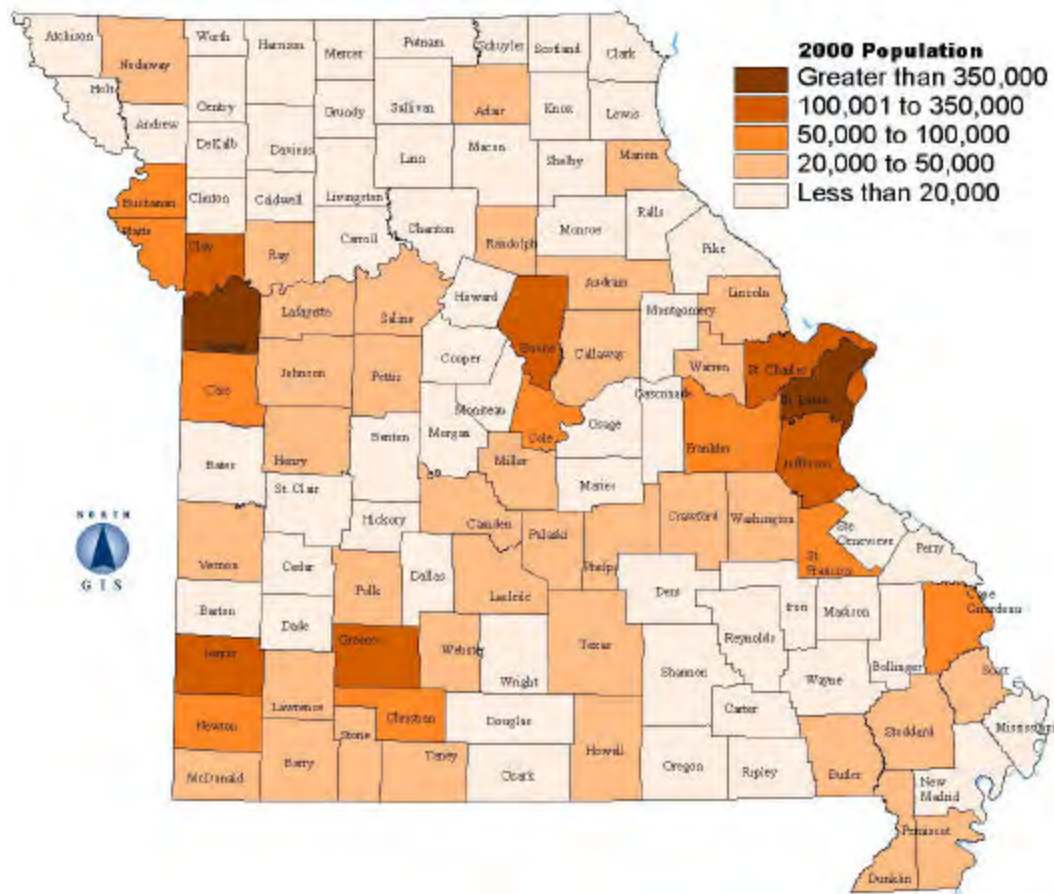 2000 Population
Greater than 350,000
100,001 to 350,000
50,000 to 100,000
20,000 to 50,000
Less than 20,000
Atchison
Nodaway
Worth
Harrison
Mercer
Putnam
Schuyler
Scotland
Clark
Holt
Andrew
Gentry
DeKalb
Daviess
Grundy
Sullivan
Adair
Knox
Lewis
Linn
Macon
Shelby
Marion
Buchanan
Clinton
Caldwell
Livingston
Chariton
Randolph
Monroe
Ralls
Platte
Clay
Ray
Carroll
Pike
Howard
Boone
Audrain
Lincoln
Lafayette
Saline
Montgomery
Cooper
Callaway
Warren
St. Charles
Cass
Johnson
Pettis
St. Louis
Moniteau
Cole
Osage
Gasconade
Franklin
Jefferson
Morgan
Benton
Miller
Maries
Bates
Henry
St. Clair
Hickory
Camden
Pulaski
Phelps
Crawford
Washington
Ste
Genevieve
St.
Francois
Perry
NORTH
GIS
Vernon
Cedar
Polk
Dallas
Laclede
Dent
Iron
Madison
Cape
Girardeau
Barton
Dade
Reynolds
Bollinger
Jasper
Greene
Webster
Wright
Texas
Shannon
Wayne
Scott
Lawrence
Christian
Douglas
Carter
Stoddard
Mississippi
Newton
Stone
Taney
Howell
McDonald
Barry
Ozark
Oregon
Ripley
Butler
New
Madrid
Pemiscot
Dunklin